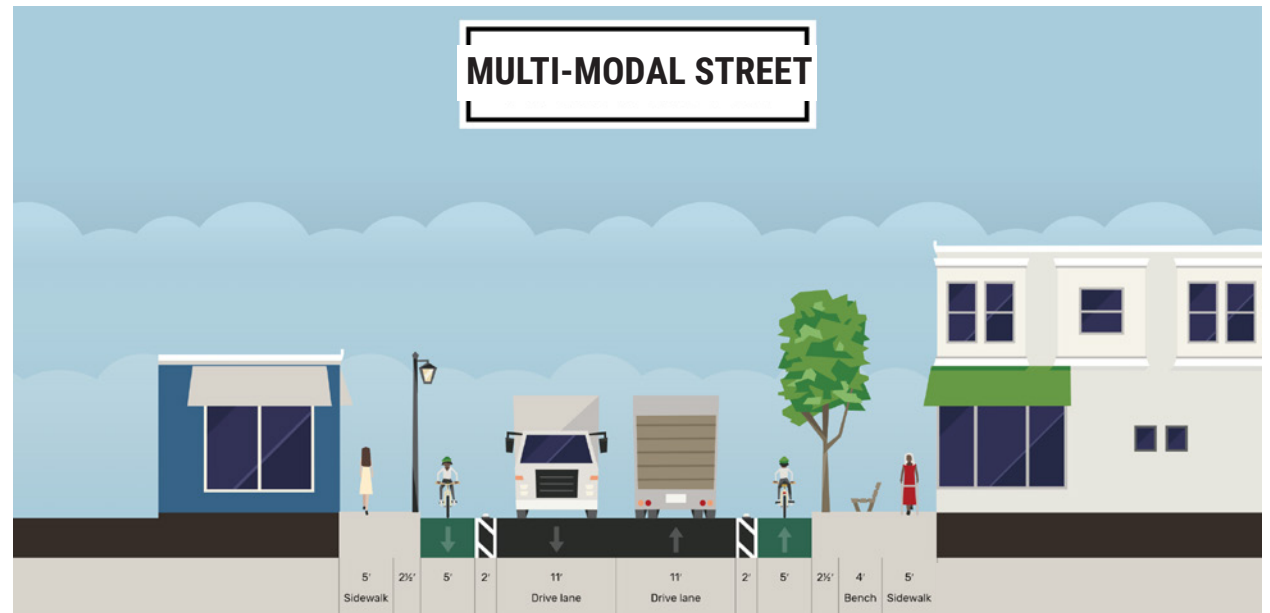 MULTI-MODAL STREET
5' 2½' 5' 2' 11' 11' 2' 5' 2½' 4' 5'
Sidewalk Drive lane Drive lane Bench Sidewalk